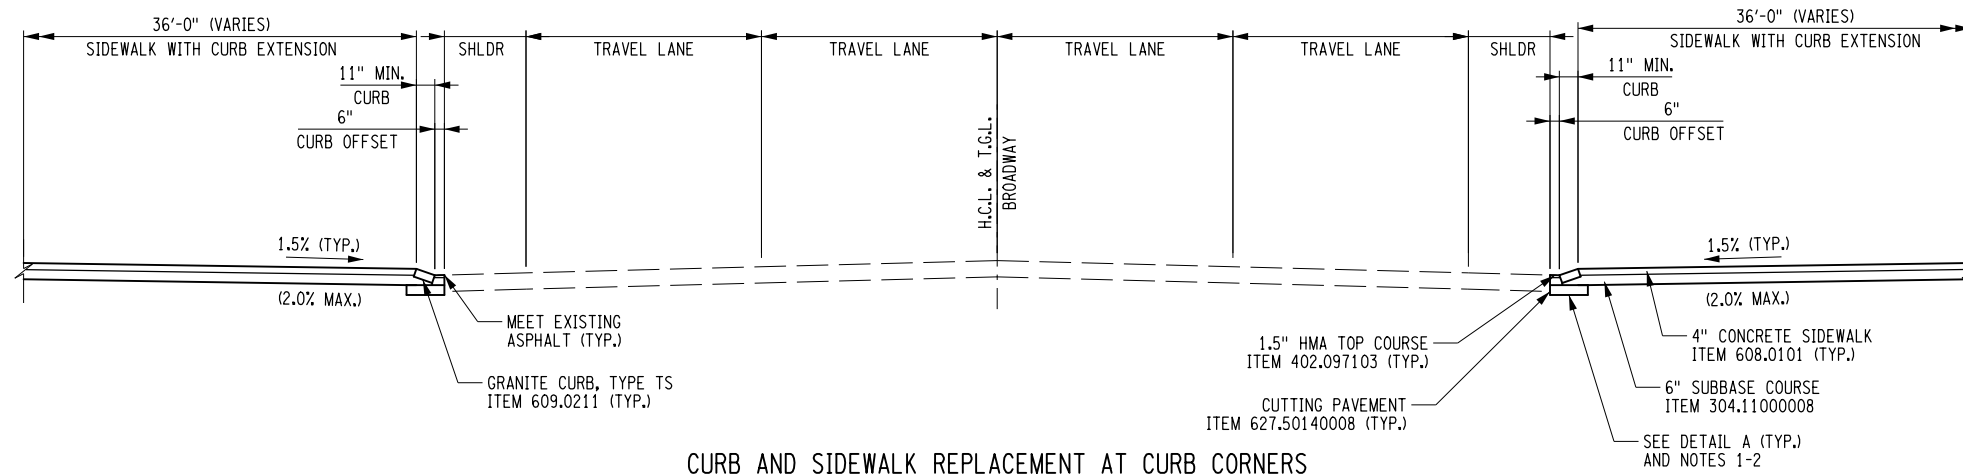 36'-0" (VARIES)
SIDEWALK WITH CURB EXTENSION
SHLDR
TRAVEL LANE
TRAVEL LANE
TRAVEL LANE
TRAVEL LANE
SHLDR
36'-0" (VARIES)
SIDEWALK WITH CURB EXTENSION
11" MIN.
CURB
6"
CURB OFFSET
H.C.L. & T.G.L.
BROADWAY
11" MIN.
CURB
6"
CURB OFFSET
1.5% (TYP.)
(2.0% MAX.)
1.5% (TYP.)
(2.0% MAX.)
MEET EXISTING
ASPHALT (TYP.)
GRANITE CURB, TYPE TS
ITEM 609.0211 (TYP.)
1.5" HMA TOP COURSE
ITEM 402.097103 (TYP.)
CUTTING PAVEMENT
ITEM 627.50140008 (TYP.)
4" CONCRETE SIDEWALK
ITEM 608.0101 (TYP.)
6" SUBBASE COURSE
ITEM 304.11000008
SEE DETAIL A (TYP.)
AND NOTES 1-2
CURB AND SIDEWALK REPLACEMENT AT CURB CORNERS